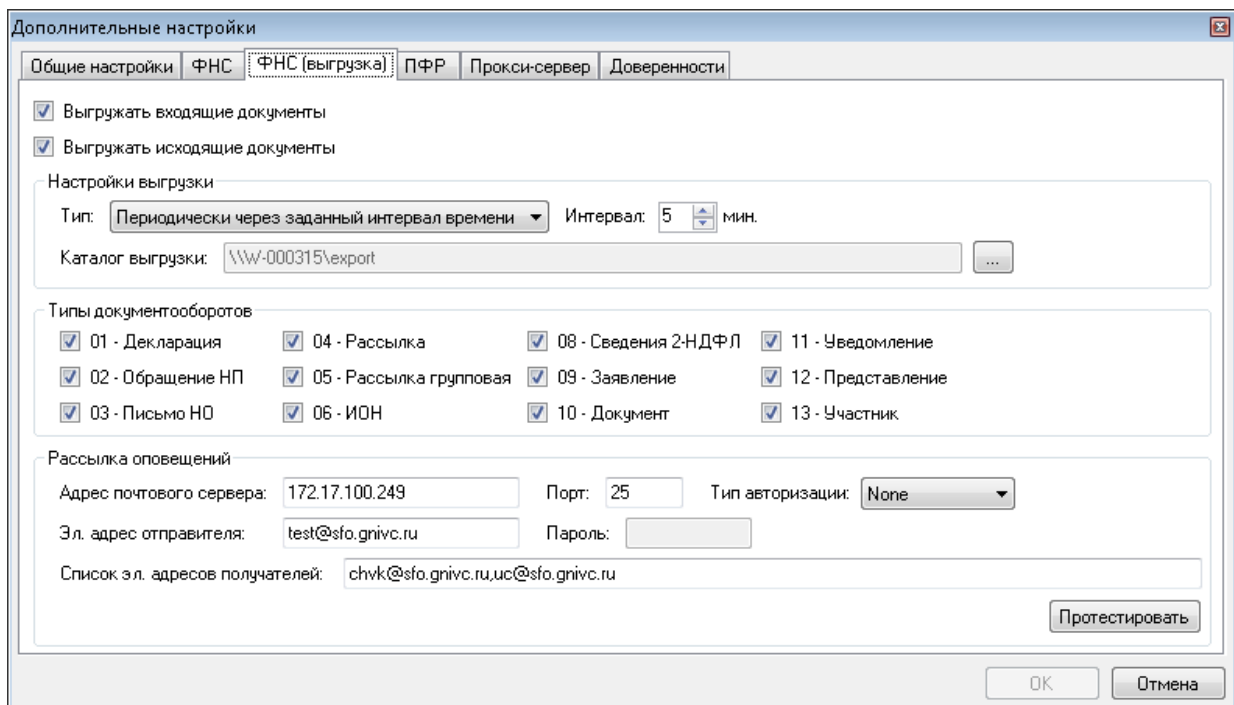 Дополнительные настройки
Общие настройки ФНС ФНС (выгрузка) ПФР Прокси-сервер Доверенности
Выгружать входящие документы
Выгружать исходящие документы
Настройки выгрузки
Тип: Периодически через заданный интервал времени Интервал: 5 мин.
Каталог выгрузки: \\W-000315\export ...
Типы документооборотов
01 - Декларация 04 - Рассылка 08 - Сведения 2-НДФЛ 11 - Уведомление
02 - Обращение НП 05 - Рассылка групповая 09 - Заявление 12 - Представление
03 - Письмо НО 06 - ИОН 10 - Документ 13 - Участник
Рассылка оповещений
Адрес почтового сервера: 172.17.100.249 Порт: 25 Тип авторизации: None
Эл. адрес отправителя: test@sfo.gnivc.ru Пароль:
Список эл. адресов получателей: chvk@sfo.gnivc.ru,uc@sfo.gnivc.ru
Протестировать
OK Отмена